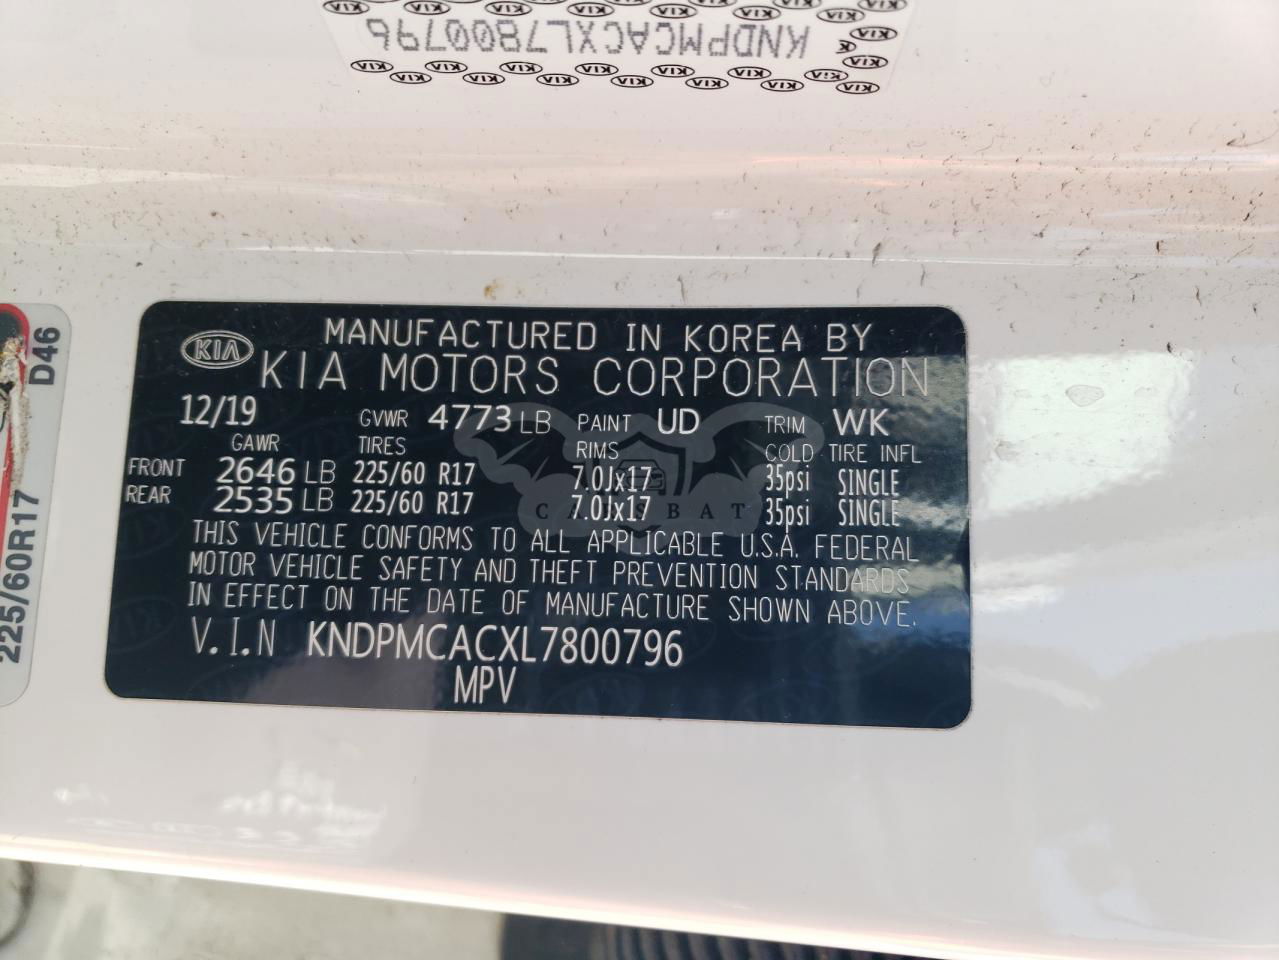 KNDPMCACXL7800796
MANUFACTURED IN KOREA BY
KIA KIA MOTORS CORPORATION
12/19 GVWR 4773 LB PAINT UD TRIM WK
GAWR TIRES RIMS COLD TIRE INFL
FRONT 2646 LB 225/60 R17 7.0Jx17 35psi SINGLE
REAR 2535 LB 225/60 R17 7.0Jx17 35psi SINGLE
CARSBAT
THIS VEHICLE CONFORMS TO ALL APPLICABLE U.S.A. FEDERAL
MOTOR VEHICLE SAFETY AND THEFT PREVENTION STANDARDS
IN EFFECT ON THE DATE OF MANUFACTURE SHOWN ABOVE.
V.I.N KNDPMCACXL7800796
MPV
D46
225/60R17